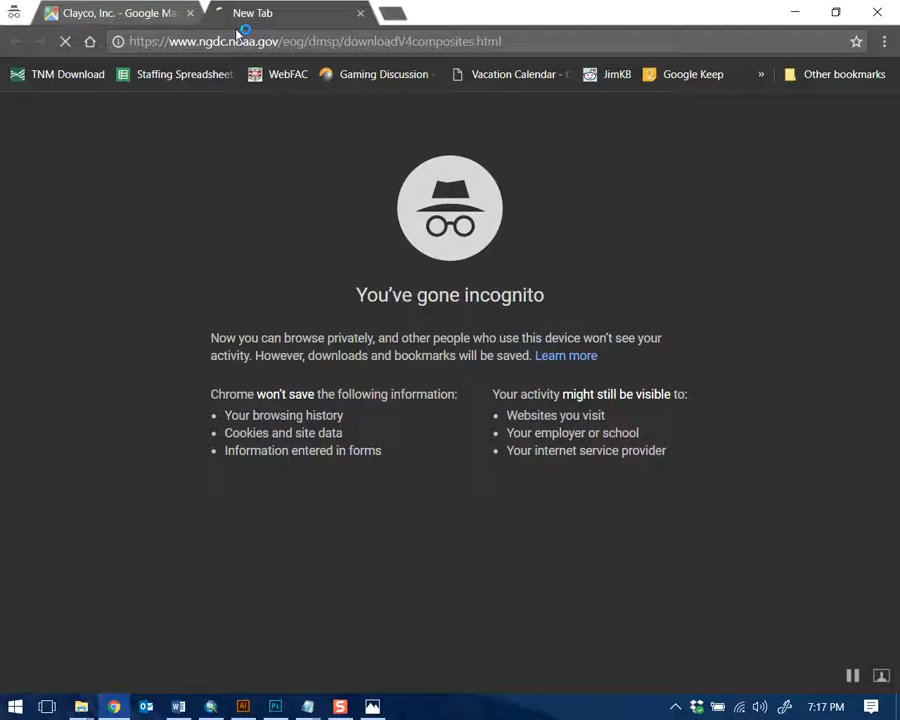 Clayco, Inc. - Google Ma
New Tab
https://www.ngdc.noaa.gov/eog/dmsp/downloadV4composites.html
TNM Download
Staffing Spreadsheet
WebFAC
Gaming Discussion -
Vacation Calendar - C
JimKB
Google Keep
»
Other bookmarks
You've gone incognito
Now you can browse privately, and other people who use this device won't see your
activity. However, downloads and bookmarks will be saved. Learn more
Chrome won't save the following information:
• Your browsing history
• Cookies and site data
• Information entered in forms
Your activity might still be visible to:
• Websites you visit
• Your employer or school
• Your internet service provider
7:17 PM